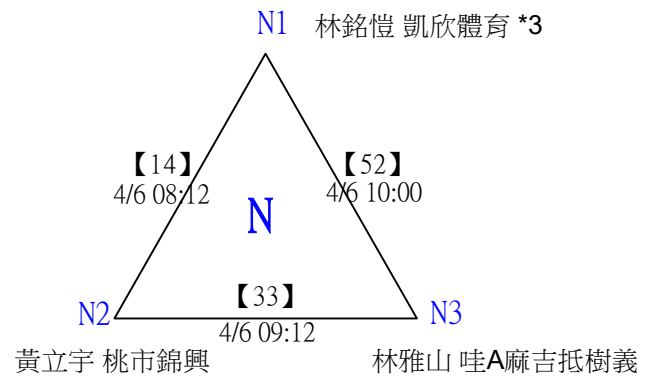 N1 林銘愷 凱欣體育 *3
【14】
4/6 08:12
【52】
4/6 10:00
N
【33】
4/6 09:12
N2
N3
黃立宇 桃市錦興
林雅山 哇A麻吉抵樹義